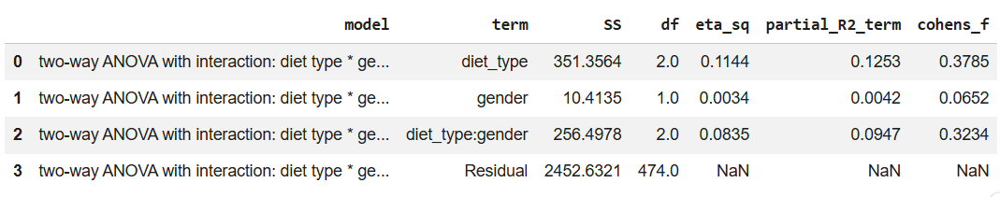 model term SS df eta_sq partial_R2_term cohens_f
0 two-way ANOVA with interaction: diet type * ge... diet_type 351.3564 2.0 0.1144 0.1253 0.3785
1 two-way ANOVA with interaction: diet type * ge... gender 10.4135 1.0 0.0034 0.0042 0.0652
2 two-way ANOVA with interaction: diet type * ge... diet_type:gender 256.4978 2.0 0.0835 0.0947 0.3234
3 two-way ANOVA with interaction: diet type * ge... Residual 2452.6321 474.0 NaN NaN NaN